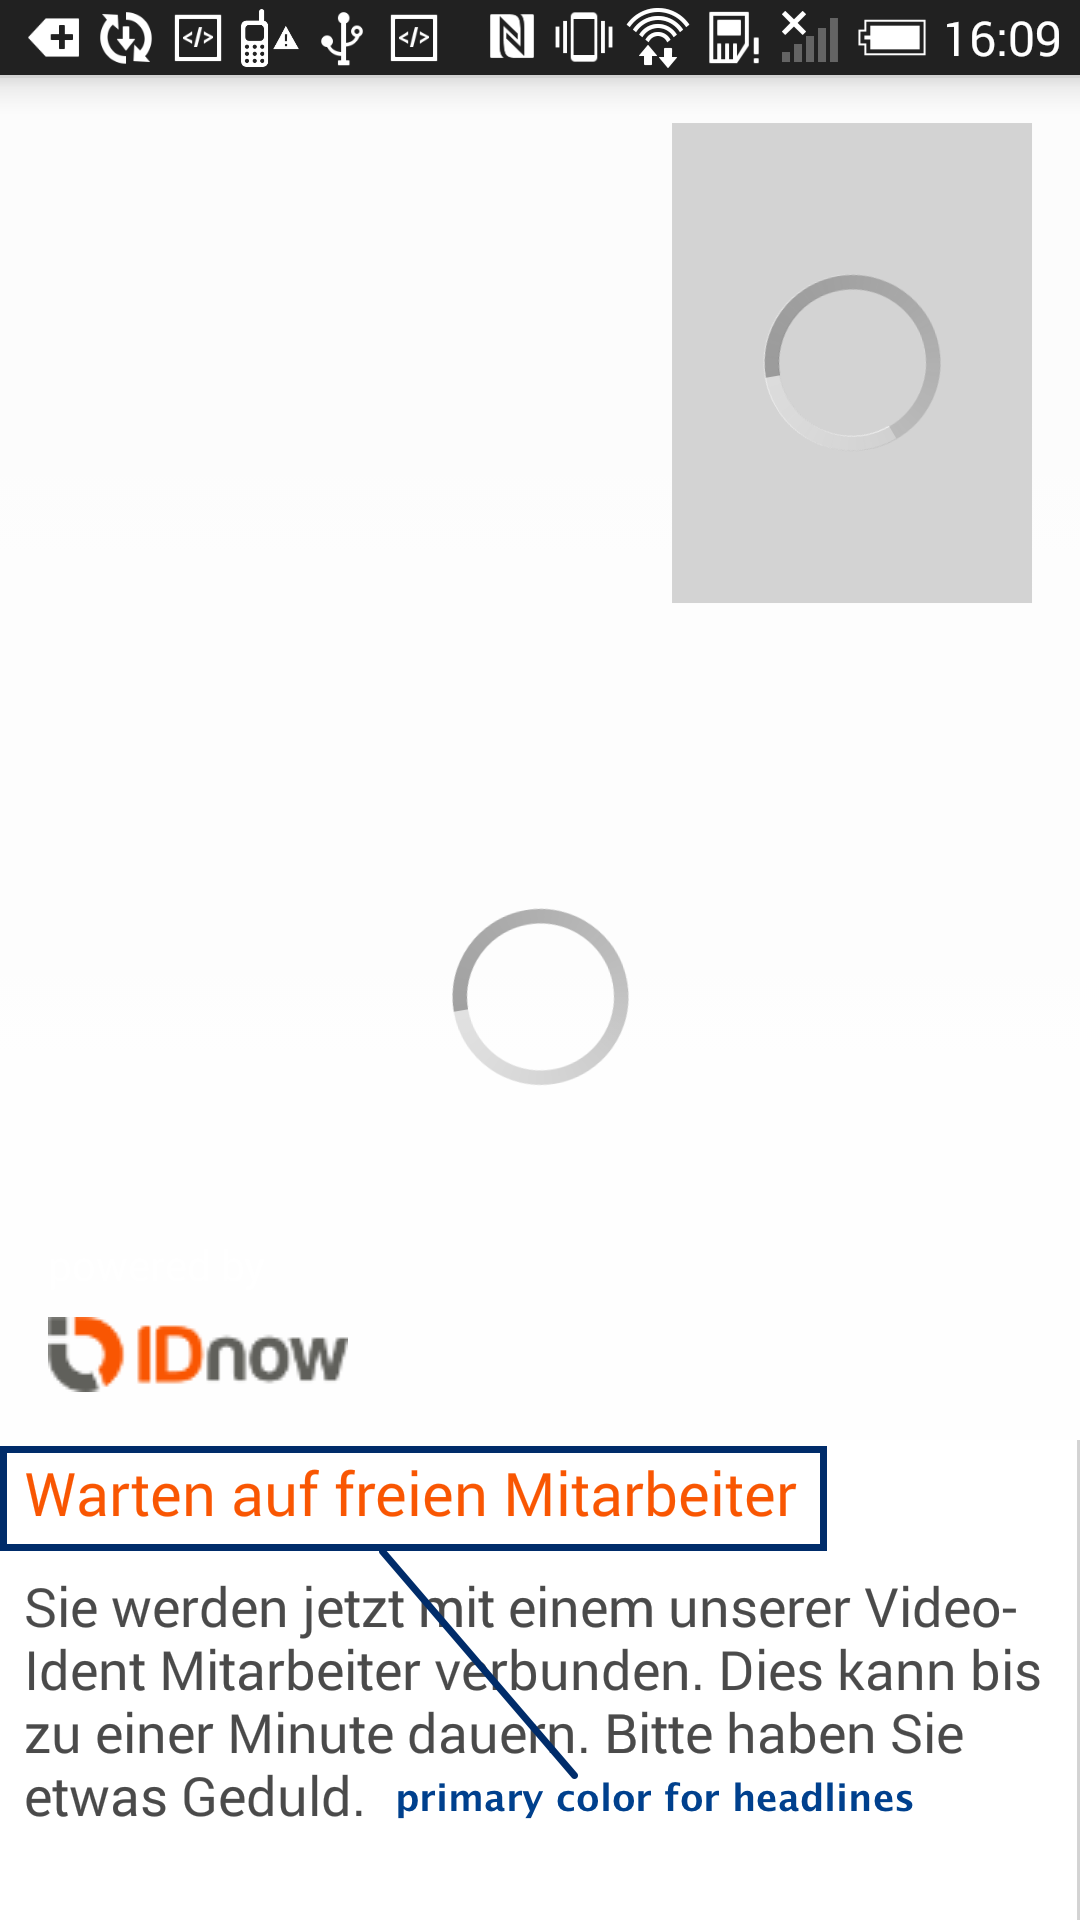 16:09
IDnow
Warten auf freien Mitarbeiter
Sie werden jetzt mit einem unserer Video-
Ident Mitarbeiter verbunden. Dies kann bis
zu einer Minute dauern. Bitte haben Sie
etwas Geduld.
primary color for headlines